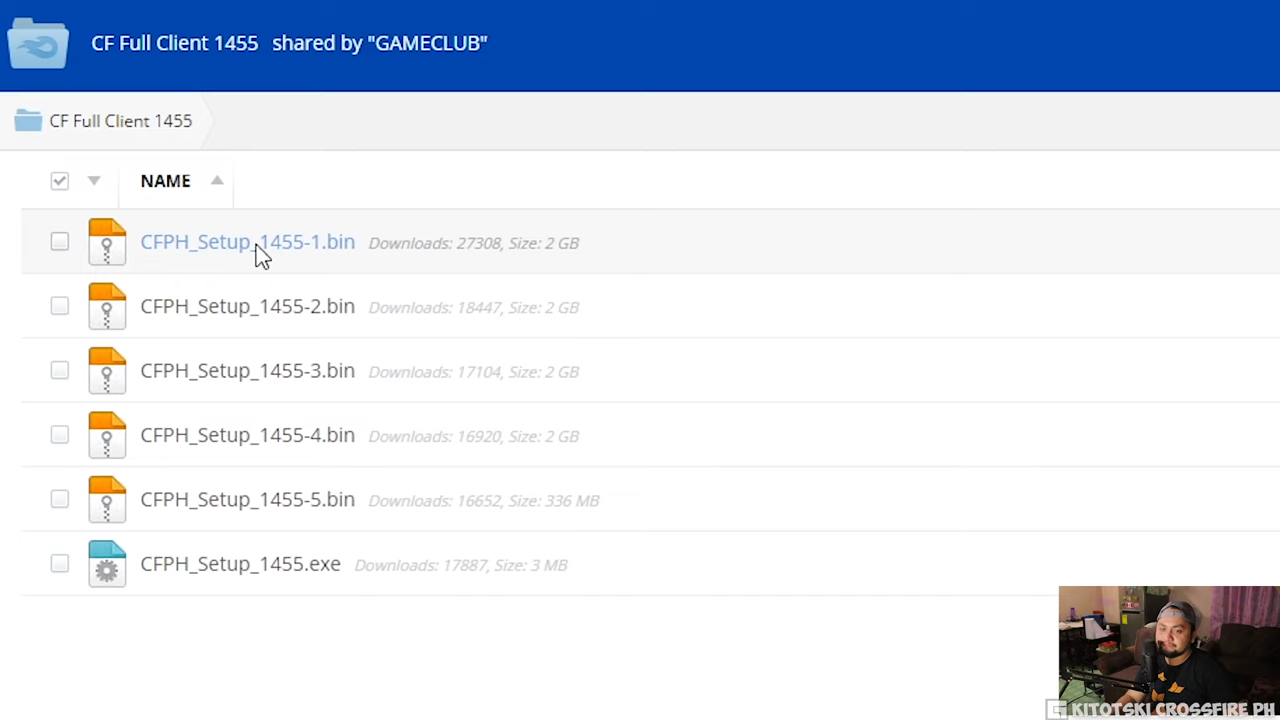 CF Full Client 1455 shared by "GAMECLUB"
CF Full Client 1455
NAME
CFPH_Setup_1455-1.bin Downloads: 27308, Size: 2 GB
CFPH_Setup_1455-2.bin Downloads: 18447, Size: 2 GB
CFPH_Setup_1455-3.bin Downloads: 17104, Size: 2 GB
CFPH_Setup_1455-4.bin Downloads: 16920, Size: 2 GB
CFPH_Setup_1455-5.bin Downloads: 16652, Size: 336 MB
CFPH_Setup_1455.exe Downloads: 17887, Size: 3 MB
KITOTSKI CROSSFIRE PH